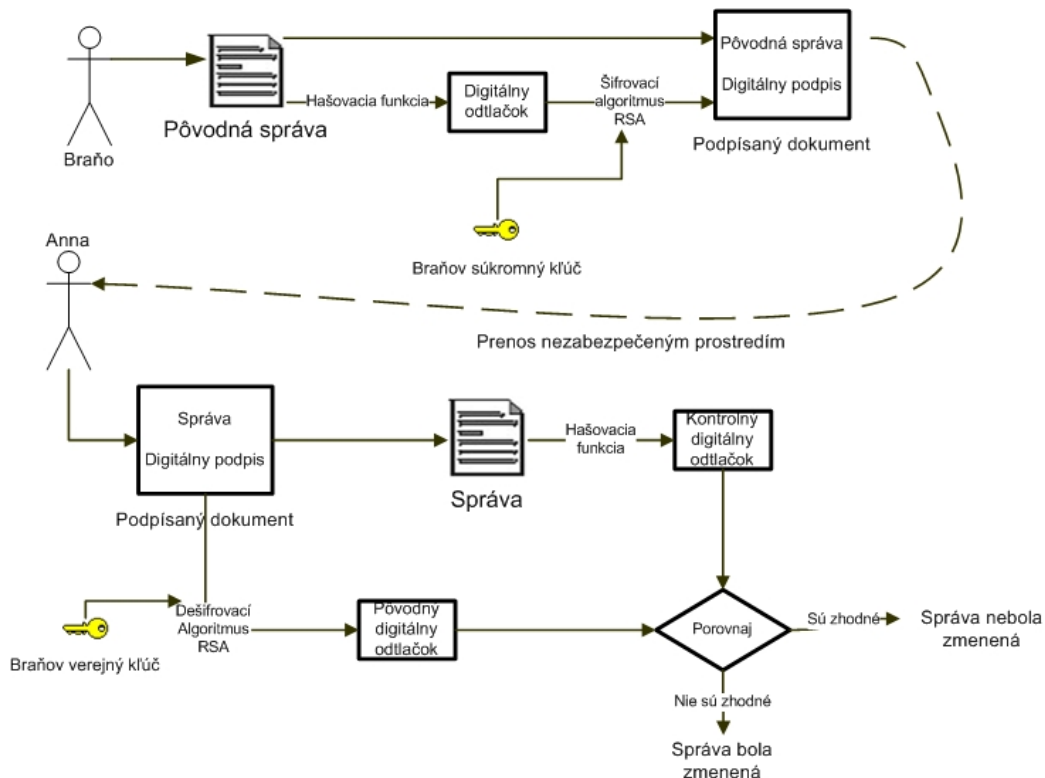 Braňo
Pôvodná správa
Hašovacia funkcia
Digitálny
odtlačok
Šifrovací
algoritmus
RSA
Pôvodná správa
Digitálny podpis
Podpísaný dokument
Braňov súkromný kľúč
Anna
Prenos nezabezpečeným prostredím
Správa
Digitálny podpis
Podpísaný dokument
Správa
Hašovacia
funkcia
Kontrolný
digitálny
odtlačok
Braňov verejný kľúč
Dešifrovací
Algoritmus
RSA
Pôvodny
digitálny
odtlačok
Porovnaj
Sú zhodné
Správa nebola
zmenená
Nie sú zhodné
Správa bola
zmenená